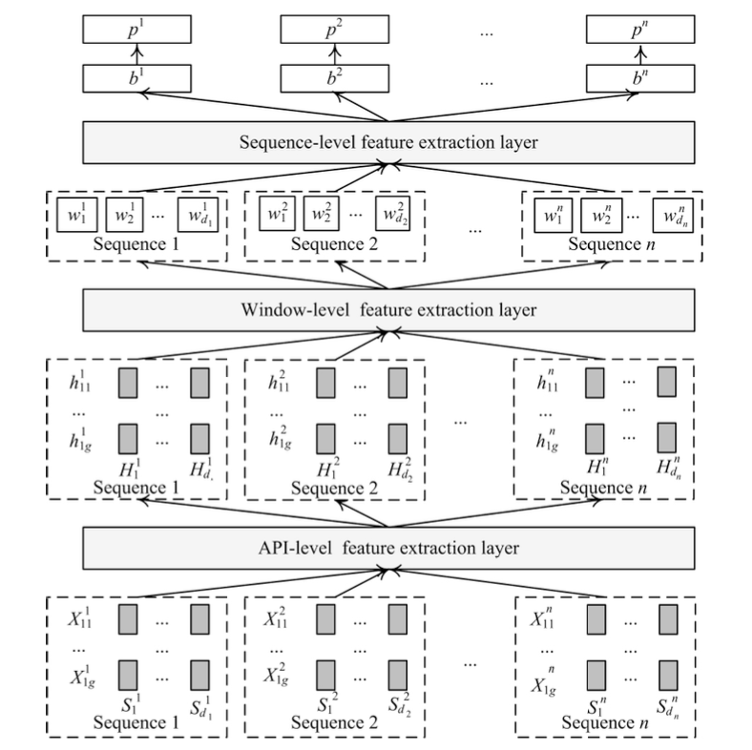 p^1 p^2 ... p^n
b^1 b^2 ... b^n
Sequence-level feature extraction layer
w_1^1 w_2^1 ... w_{d_1}^1 w_1^2 w_2^2 ... w_{d_2}^2 w_1^n w_2^n ... w_{d_n}^n
Sequence 1 Sequence 2 ... Sequence n
Window-level feature extraction layer
h_{11}^1 ... h_{11}^2 ... h_{11}^n ...
... ... ... ... ... ...
h_{1g}^1 ... h_{1g}^2 ... ... h_{1g}^n ...
H_1^1 H_{d_.}^1 H_1^2 H_{d_2}^2 H_1^n H_{d_n}^n
Sequence 1 Sequence 2 Sequence n
API-level feature extraction layer
X_{11}^1 ... X_{11}^2 ... X_{11}^n ...
... ... ... ... ... ...
X_{1g}^1 ... X_{1g}^2 ... ... X_{1g}^n ...
S_1^1 S_{d_1}^1 S_1^2 S_{d_2}^2 S_1^n S_{d_n}^n
Sequence 1 Sequence 2 Sequence n